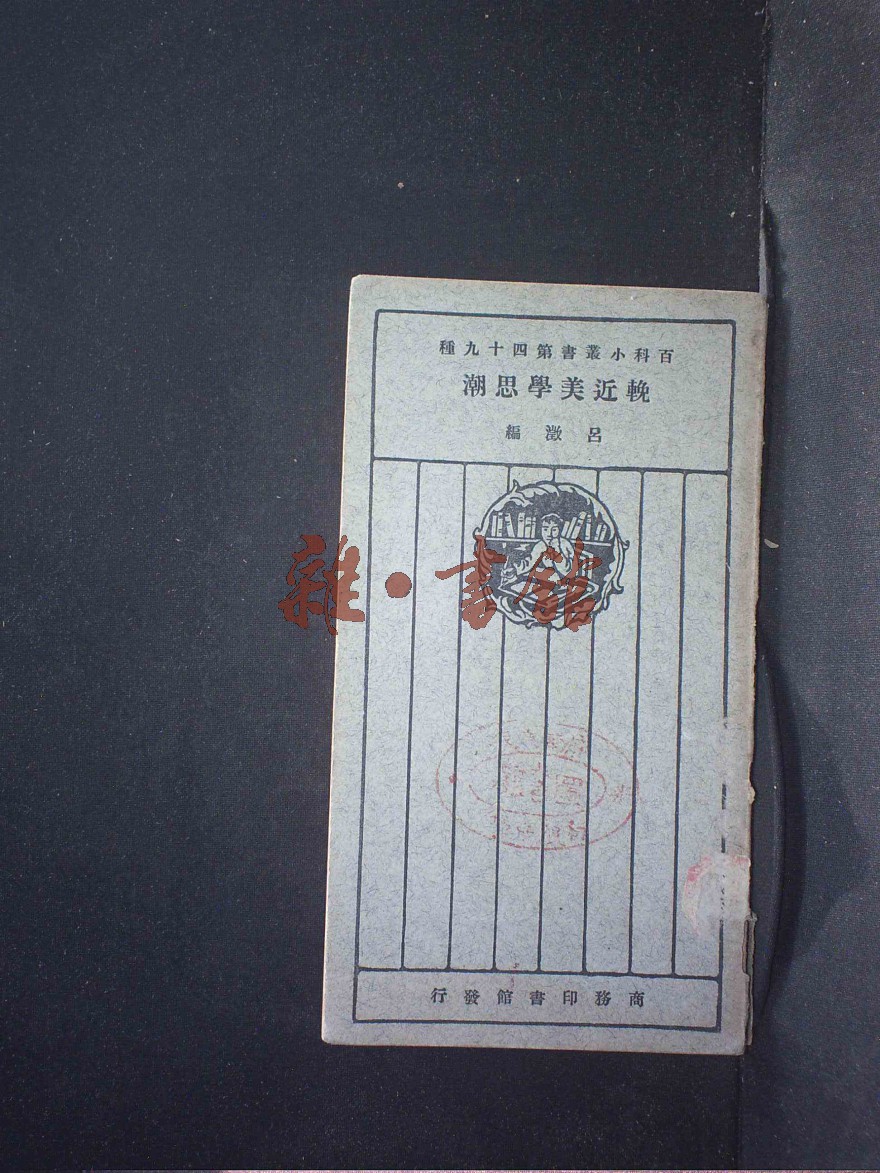 百科小叢書第四十九種
輓近美學思潮
呂澂編
雜·書館
商務印書館發行